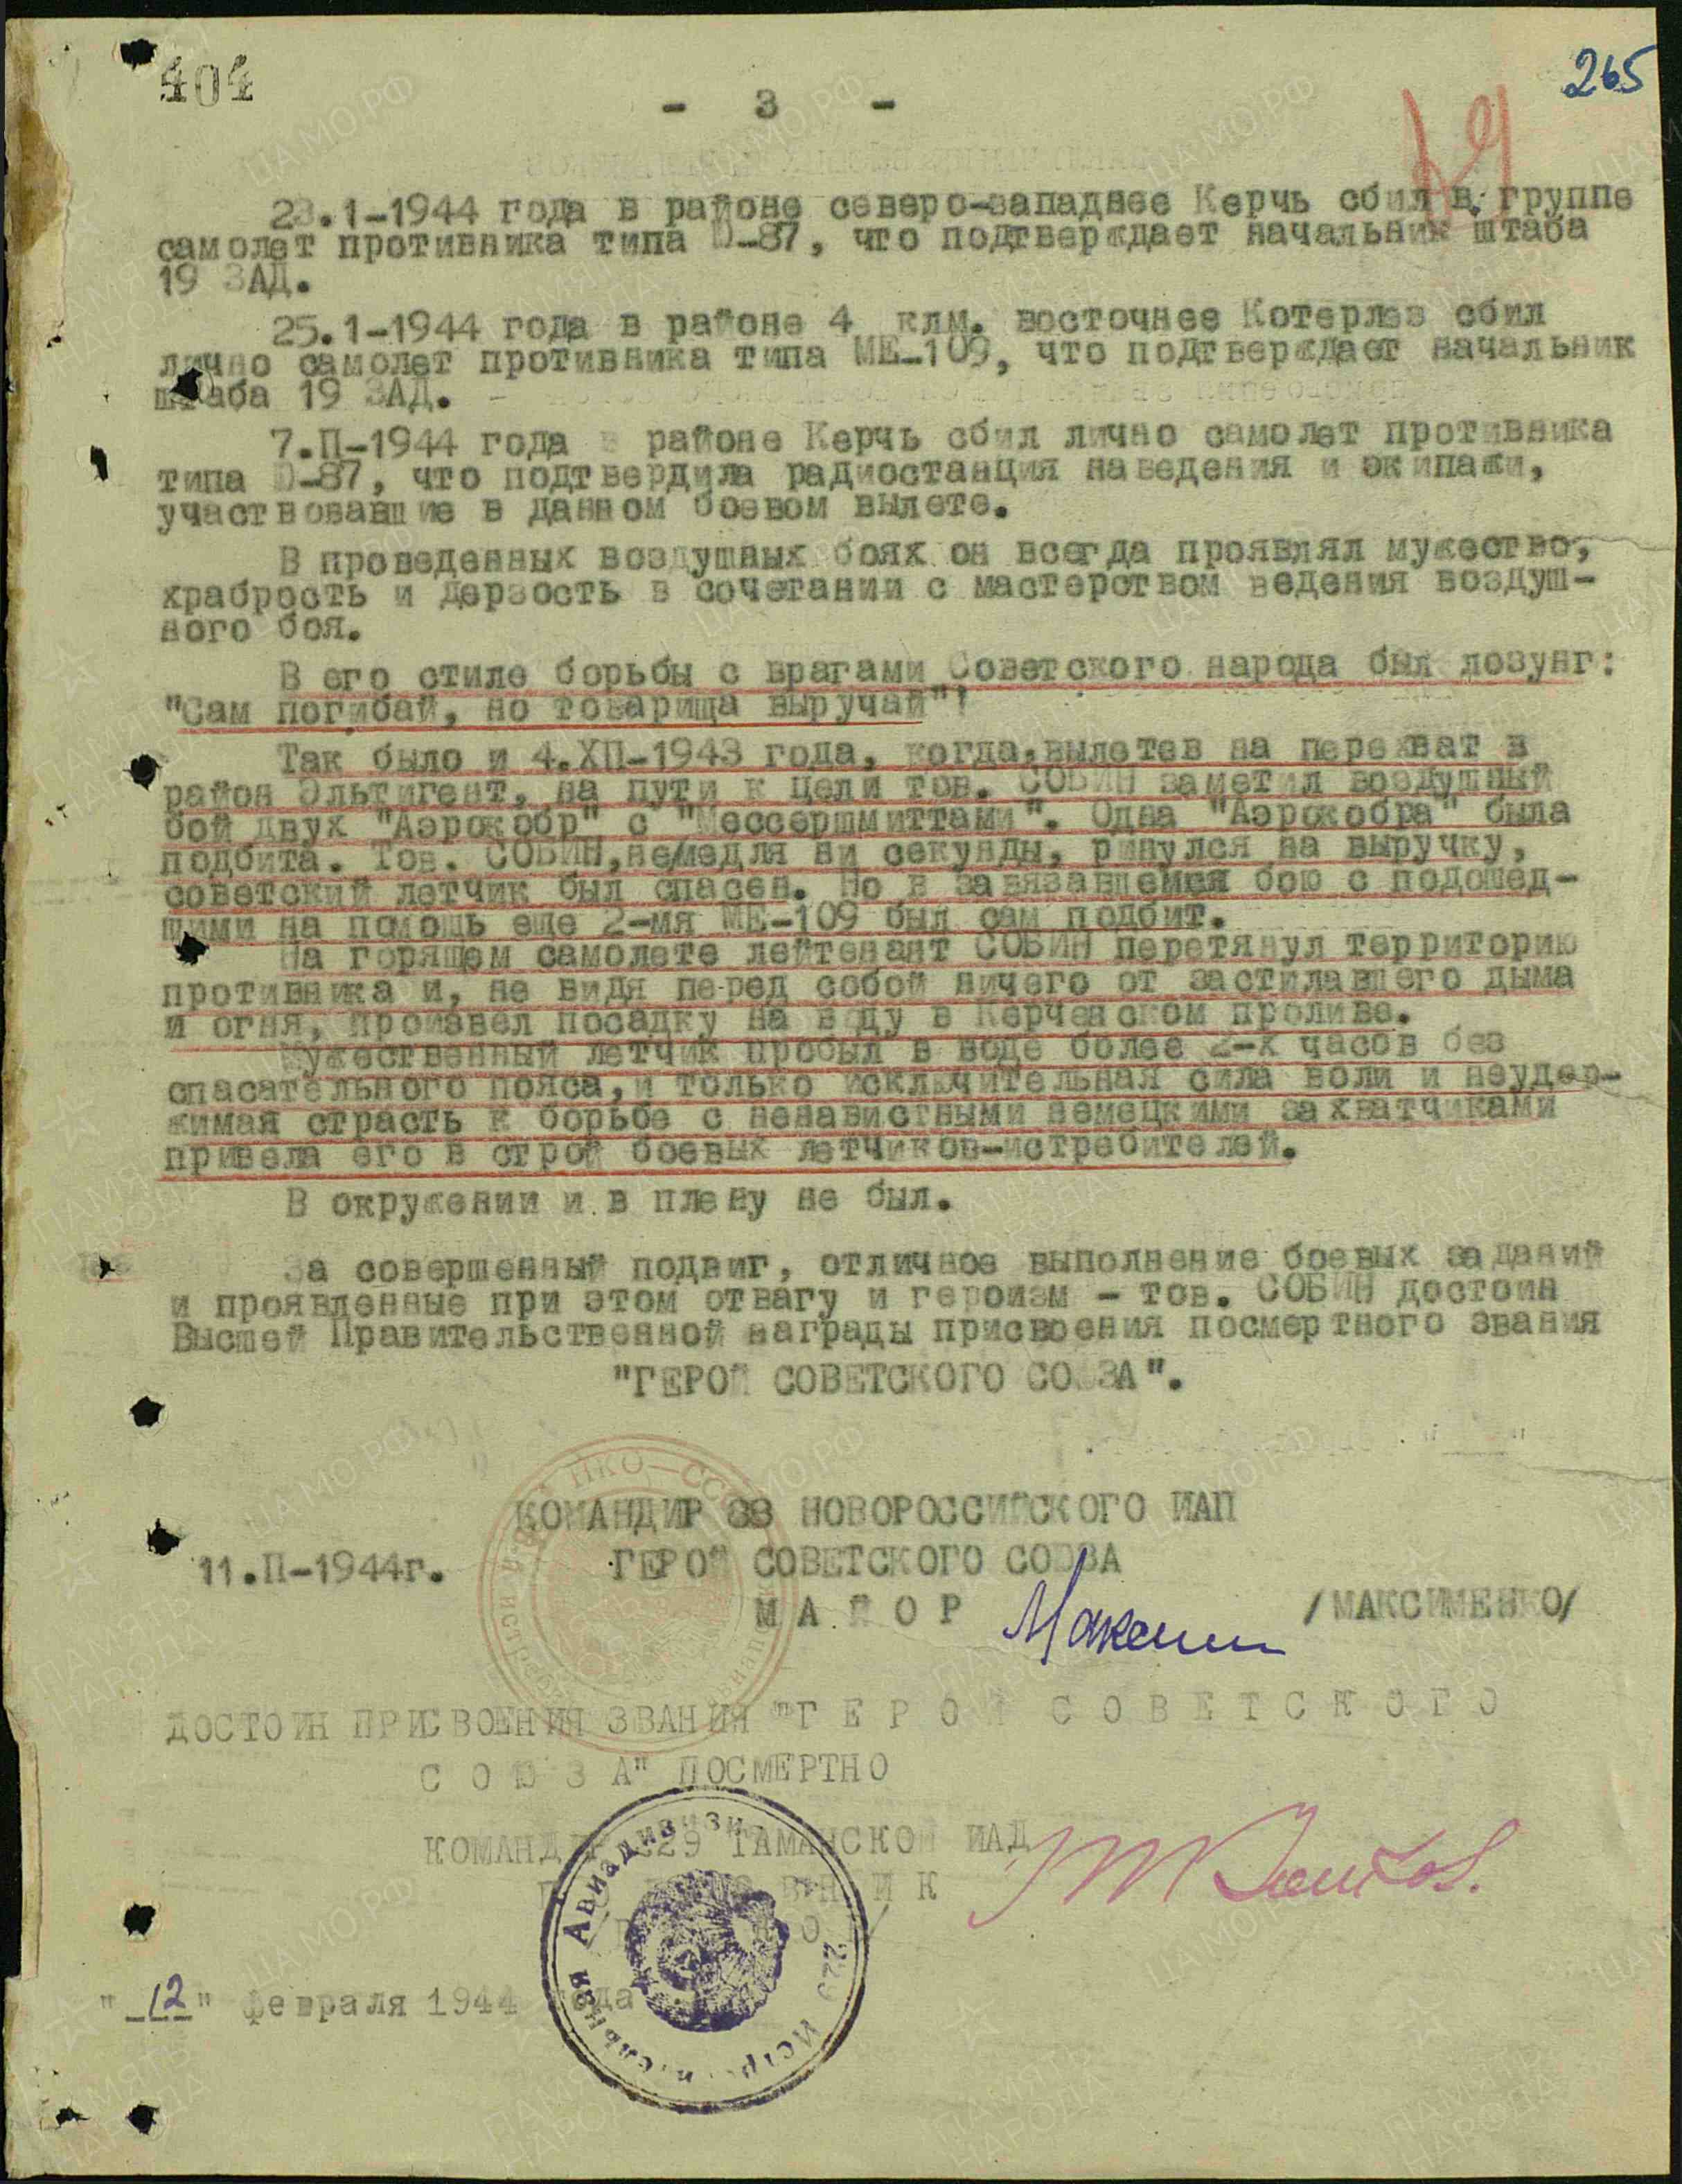 404
265
- 3 -
23.1-1944 года в районе северо-западнее Керчь сбил в группе
самолет противника типа Ю-87, что подтверждает начальник штаба
19 ЗАД.
25.1-1944 года в районе 4 клм. восточнее Котерлез сбил
лично самолет противника типа МЕ-109, что подтверждает начальник
штаба 19 ЗАД.
7.П-1944 года в районе Керчь сбил лично самолет противника
типа Ю-87, что подтвердила радиостанция наведения и экипажи,
участвовавшие в данном боевом вылете.
В проведенных воздушных боях он всегда проявлял мужество,
храбрость и дерзость в сочетании с мастерством ведения воздуш-
ного боя.
В его стиле борьбы с врагами Советского народа был лозунг:
"Сам погибай, но товарища выручай"!
Так было и 4.ХП-1943 года, когда,вылетев на перехват в
район Эльтигент, на пути к цели тов. СОБИН заметил воздушный
бой двух "Аэрокобр" с "Мессершмиттами". Одна "Аэрокобра" была
подбита. Тов. СОБИН,немедля ни секунды, ринулся на выручку,
советский летчик был спасен. Но в завязавшемся бою с подошед-
шими на помощь еще 2-мя МЕ-109 был сам подбит.
На горящем самолете лейтенант СОБИН перетянул территорию
противника и, не видя перед собой ничего от застилавшего дыма
и огня, произвел посадку на воду в Керченском проливе.
Мужественный летчик пробыл в воде более 2-х часов без
спасательного пояса,и только исключительная сила воли и неудер-
жимая страсть к борьбе с ненавистными немецкими захватчиками
привела его в строй боевых летчиков-истребителей.
В окружении и в плену не был.
За совершенный подвиг, отличное выполнение боевых заданий
и проявленные при этом отвагу и героизм - тов. СОБИН достоин
Высшей Правительственной награды присвоения посмертного звания
"ГЕРОЙ СОВЕТСКОГО СОЮЗА".
КОМАНДИР 88 НОВОРОССИЙСКОГО ИАП
11.П-1944г.
ГЕРОЙ СОВЕТСКОГО СОЮЗА
М А Й О Р
/МАКСИМЕНКО/
ДОСТОИН ПРИСВОЕНИЯ ЗВАНИЯ "Г Е Р О Й С О В Е Т С К О Г О
С О Ю З А" ПОСМЕРТНО
КОМАНДИР 229 ТАМАНСКОЙ ИАД
229 Истребительная Авиадивизия
"12" февраля 1944 года